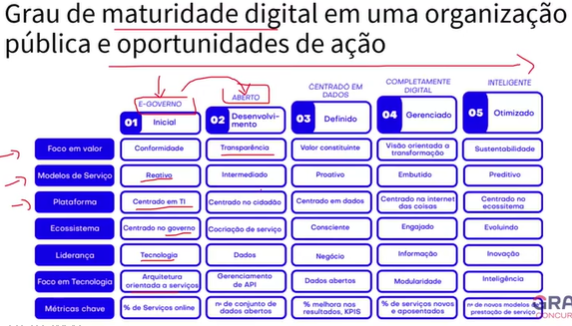 Grau de maturidade digital em uma organização
pública e oportunidades de ação
E-GOVERNO
ABERTO
CENTRADO EM
DADOS
COMPLETAMENTE
DIGITAL
INTELIGENTE
01 Inicial
02 Desenvolvi-
mento
03 Definido
04 Gerenciado
05 Otimizado
Foco em valor
Conformidade
Transparência
Valor constituinte
Visão orientada a
transformação
Sustentabilidade
Modelos de Serviço
Reativo
Intermediado
Proativo
Embutido
Preditivo
Plataforma
Centrado em TI
Centrado no cidadão
Centrado em dados
Centrado na internet
das coisas
Centrado no
ecossitema
Ecossistema
Centrado no governo
Cocriação de serviço
Consciente
Engajado
Evoluindo
Liderança
Tecnologia
Dados
Negócio
Informação
Inovação
Foco em Tecnologia
Arquitetura
orientada a serviços
Gerenciamento
de API
Dados abertos
Modularidade
Inteligência
Métricas chave
% de Serviços online
nº de conjunto de
dados abertos
% melhora nos
resultados, KPIS
% de serviços novos
e aposentados
nº de novos modelos de
prestação de serviço
GRA
CONCUR